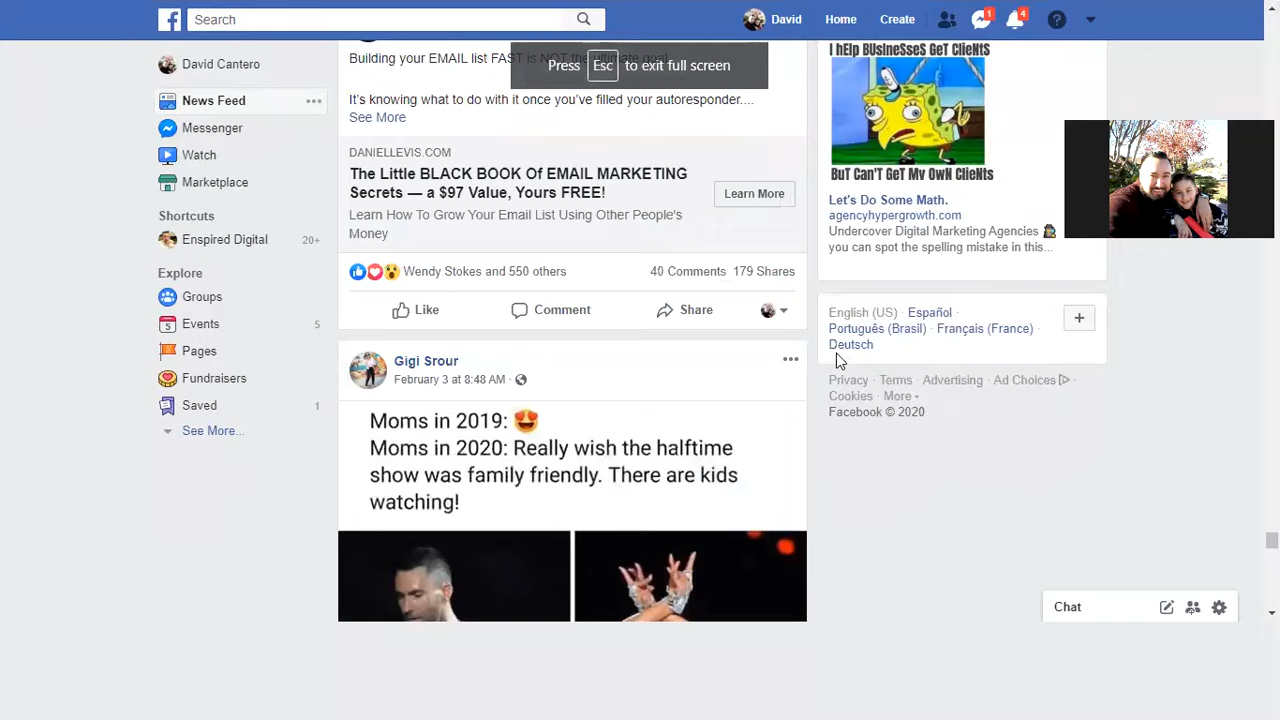 Search
David
Home
Create
1
4
?
David Cantero
News Feed
Messenger
Watch
Marketplace
Shortcuts
Enspired Digital 20+
Explore
Groups
Events 5
Pages
Fundraisers
Saved 1
See More...
Building your EMAIL list FAST is NOT the ultimate goal
Press Esc to exit full screen
It's knowing what to do with it once you've filled your autoresponder....
See More
DANIELLEVIS.COM
The Little BLACK BOOK Of EMAIL MARKETING
Secrets — a $97 Value, Yours FREE!
Learn More
Learn How To Grow Your Email List Using Other People's
Money
Wendy Stokes and 550 others
40 Comments 179 Shares
Like
Comment
Share
Gigi Srour
February 3 at 8:48 AM ·
Moms in 2019: 😍
Moms in 2020: Really wish the halftime
show was family friendly. There are kids
watching!
I hElp BUsIneSseS GeT ClieNtS
BuT Can'T GeT My OwN ClieNts
Let's Do Some Math.
agencyhypergrowth.com
Undercover Digital Marketing Agencies
you can spot the spelling mistake in this...
English (US) · Español ·
Português (Brasil) · Français (France) ·
Deutsch
Privacy · Terms · Advertising · Ad Choices ·
Cookies · More
Facebook © 2020
Chat